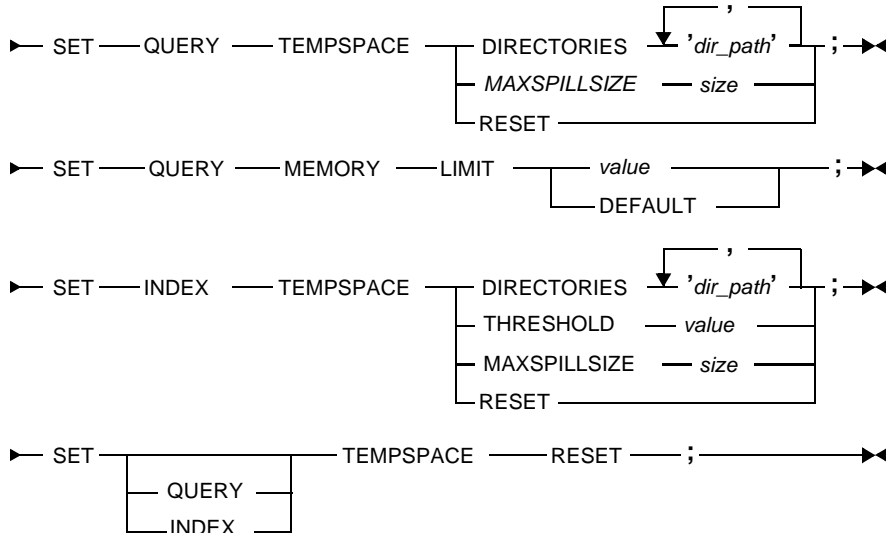 ,
SET QUERY TEMPSPACE DIRECTORIES 'dir_path' ;
MAXSPILLSIZE size
RESET
SET QUERY MEMORY LIMIT value ;
DEFAULT
,
SET INDEX TEMPSPACE DIRECTORIES 'dir_path' ;
THRESHOLD value
MAXSPILLSIZE size
RESET
SET TEMPSPACE RESET ;
QUERY
INDEX